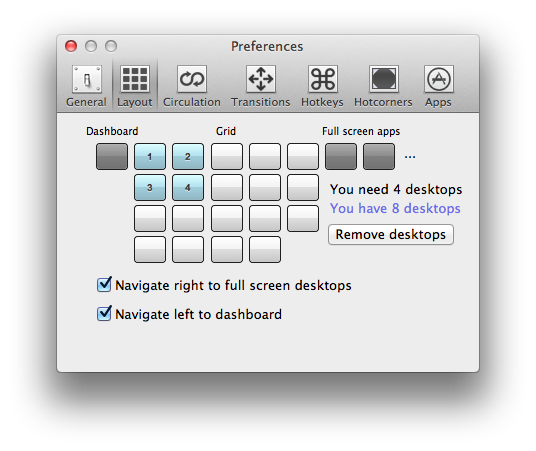 Preferences
General Layout Circulation Transitions Hotkeys Hotcorners Apps
Dashboard Grid Full screen apps
1 2 ...
3 4
You need 4 desktops
You have 8 desktops
Remove desktops
Navigate right to full screen desktops
Navigate left to dashboard